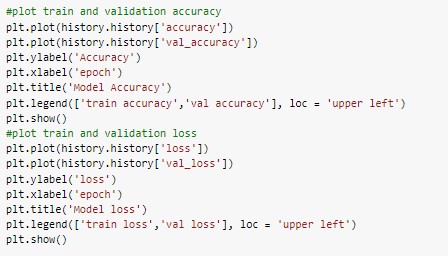 #plot train and validation accuracy
plt.plot(history.history['accuracy'])
plt.plot(history.history['val_accuracy'])
plt.ylabel('Accuracy')
plt.xlabel('epoch')
plt.title('Model Accuracy')
plt.legend(['train accuracy','val accuracy'], loc = 'upper left')
plt.show()
#plot train and validation loss
plt.plot(history.history['loss'])
plt.plot(history.history['val_loss'])
plt.ylabel('loss')
plt.xlabel('epoch')
plt.title('Model loss')
plt.legend(['train loss','val loss'], loc = 'upper left')
plt.show()